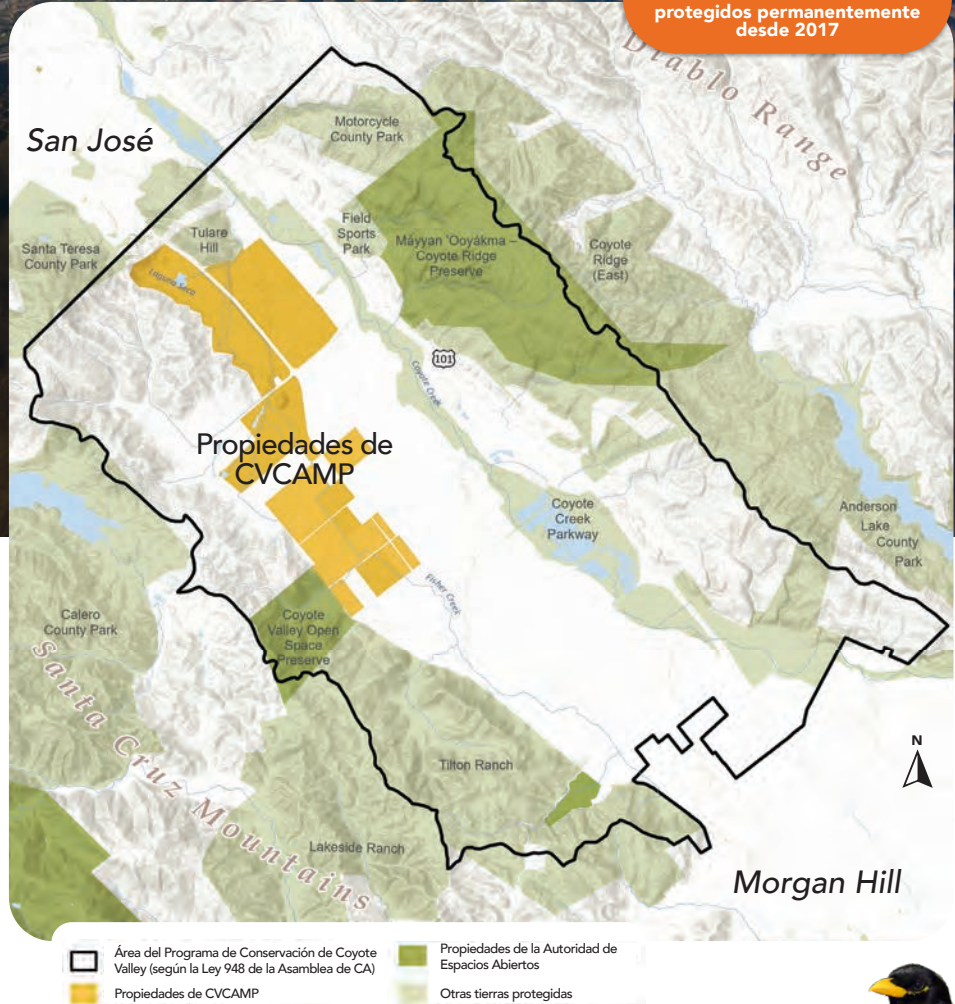 protegidos permanentemente
desde 2017
Diablo Range
San José
Motorcycle
County Park
Santa Teresa
County Park
Tulare
Hill
Field
Sports
Park
Máyyan 'Ooyákma –
Coyote Ridge
Preserve
Coyote
Ridge
(East)
Laguna Seca
101
Coyote Creek
Propiedades de
CVCAMP
Coyote
Creek
Parkway
Anderson
Lake
County
Park
Fisher Creek
Calero
County Park
Coyote
Valley Open
Space
Preserve
Santa Cruz Mountains
Tilton Ranch
N
Lakeside Ranch
Morgan Hill
Área del Programa de Conservación de Coyote
Valley (según la Ley 948 de la Asamblea de CA)
Propiedades de CVCAMP
Propiedades de la Autoridad de
Espacios Abiertos
Otras tierras protegidas